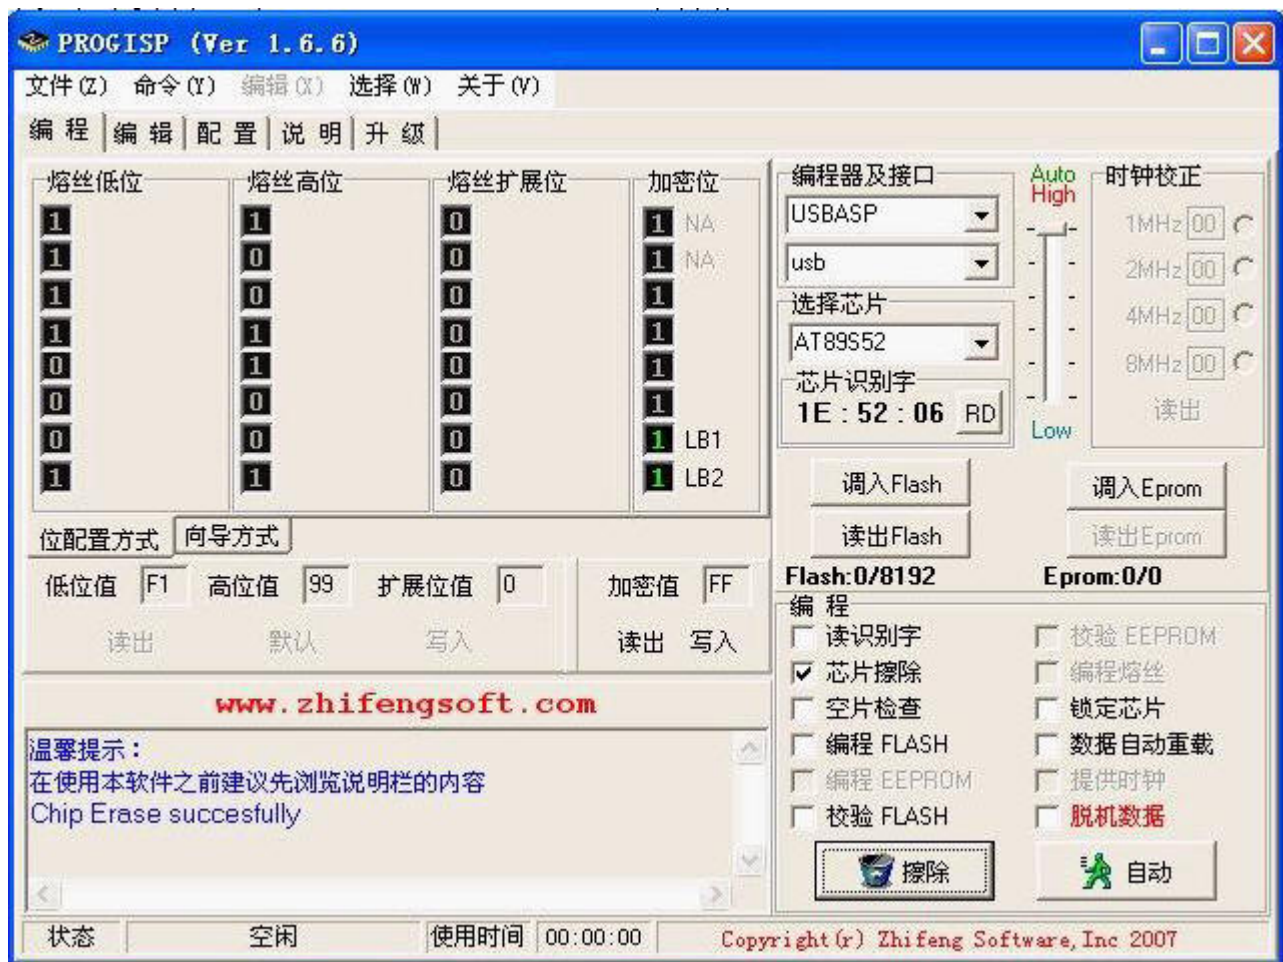 PROGISP (Ver 1.6.6)
文件(Z) 命令(Y) 编辑(X) 选择(W) 关于(V)
编 程 编 辑 配 置 说 明 升 级
熔丝低位 熔丝高位 熔丝扩展位 加密位
1 1 0 1 NA
1 0 0 1 NA
1 0 0 1
1 1 0 1
0 1 0 1
0 0 0 1
0 0 0 1 LB1
1 1 0 1 LB2
位配置方式 向导方式
低位值 F1 高位值 99 扩展位值 0 加密值 FF
读出 默认 写入 读出 写入
www.zhifengsoft.com
温馨提示：
在使用本软件之前建议先浏览说明栏的内容
Chip Erase succesfully
编程器及接口
USBASP
usb
选择芯片
AT89S52
芯片识别字
1E : 52 : 06 RD
Auto
High
Low
时钟校正
1MHz 00
2MHz 00
4MHz 00
8MHz 00
读出
调入Flash 调入Eprom
读出Flash 读出Eprom
Flash:0/8192 Eprom:0/0
编 程
读识别字 校验 EEPROM
芯片擦除 编程熔丝
空片检查 锁定芯片
编程 FLASH 数据自动重载
编程 EEPROM 提供时钟
校验 FLASH 脱机数据
擦除 自动
状态 空闲 使用时间 00:00:00 Copyright(r) Zhifeng Software,Inc 2007